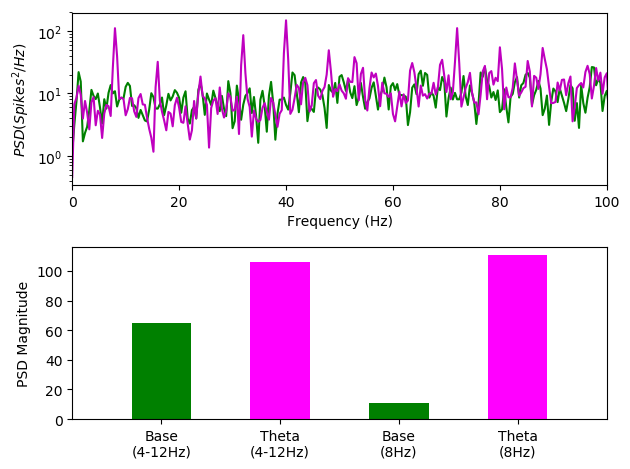 PSD(Spikes²/Hz)
10²
10¹
10⁰
0 20 40 60 80 100
Frequency (Hz)
PSD Magnitude
100
80
60
40
20
0
Base Theta Base Theta
(4-12Hz) (4-12Hz) (8Hz) (8Hz)